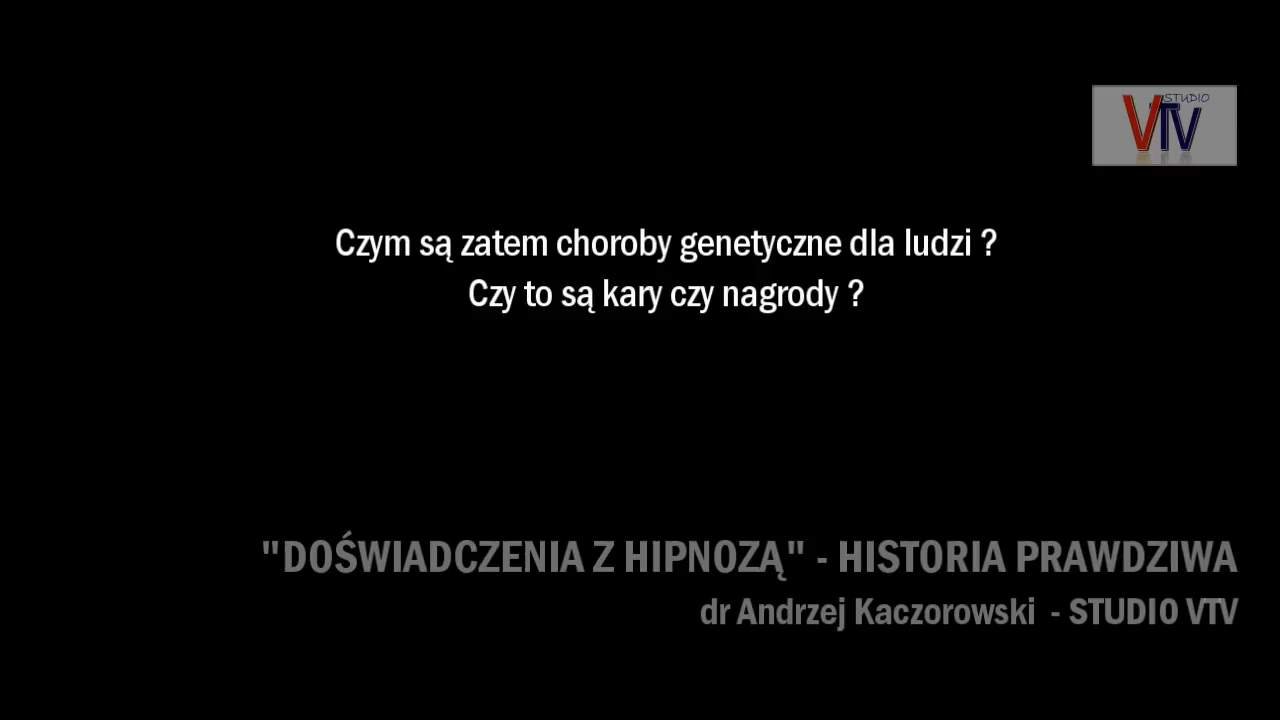 STUDIO
VTV
Czym są zatem choroby genetyczne dla ludzi ?
Czy to są kary czy nagrody ?
"DOŚWIADCZENIA Z HIPNOZĄ" - HISTORIA PRAWDZIWA
dr Andrzej Kaczorowski - STUDIO VTV